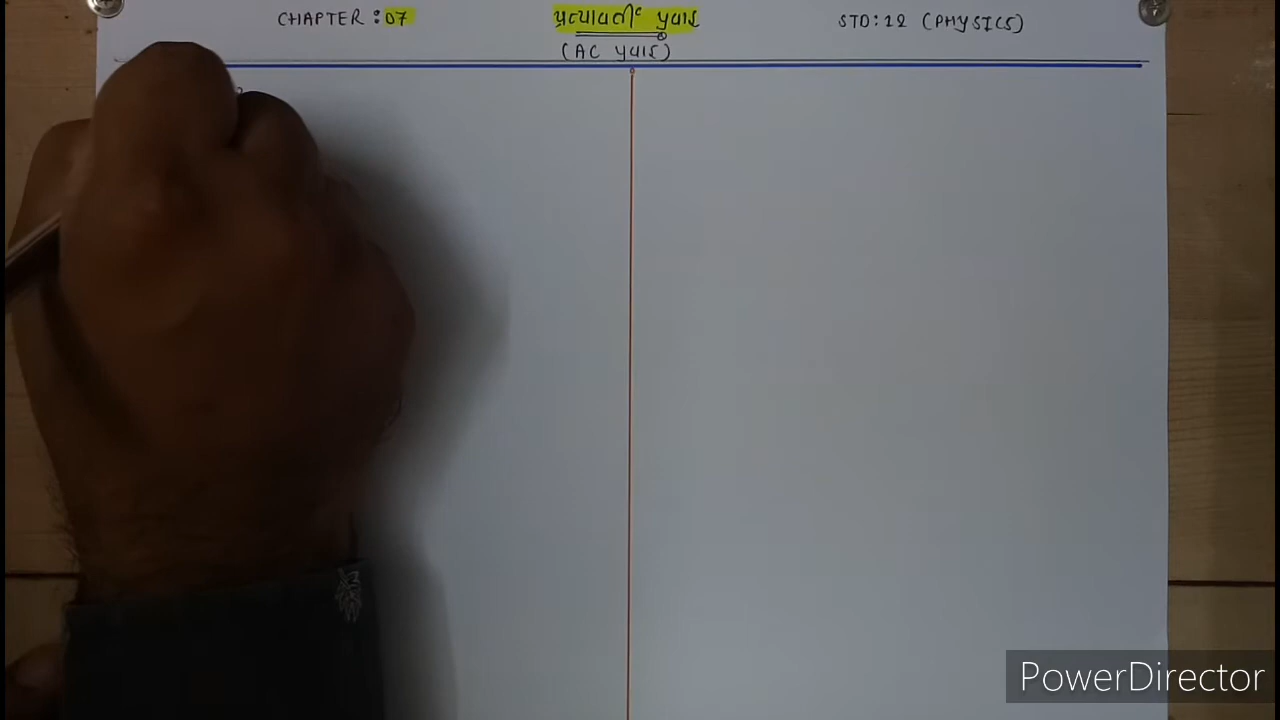 CHAPTER : 07
પ્રત્યાવર્તી પ્રવાહ
STD : 12 (PHYSICS)
(AC પ્રવાહ)
PowerDirector